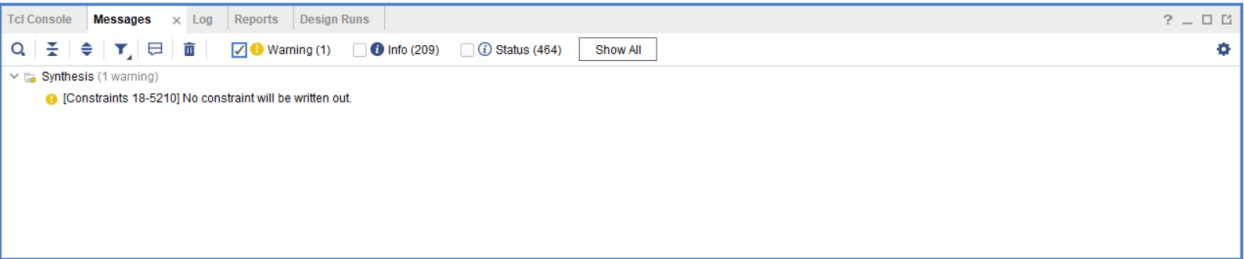 Tcl Console Messages × Log Reports Design Runs ?
Warning (1) Info (209) Status (464) Show All
Synthesis (1 warning)
[Constraints 18-5210] No constraint will be written out.